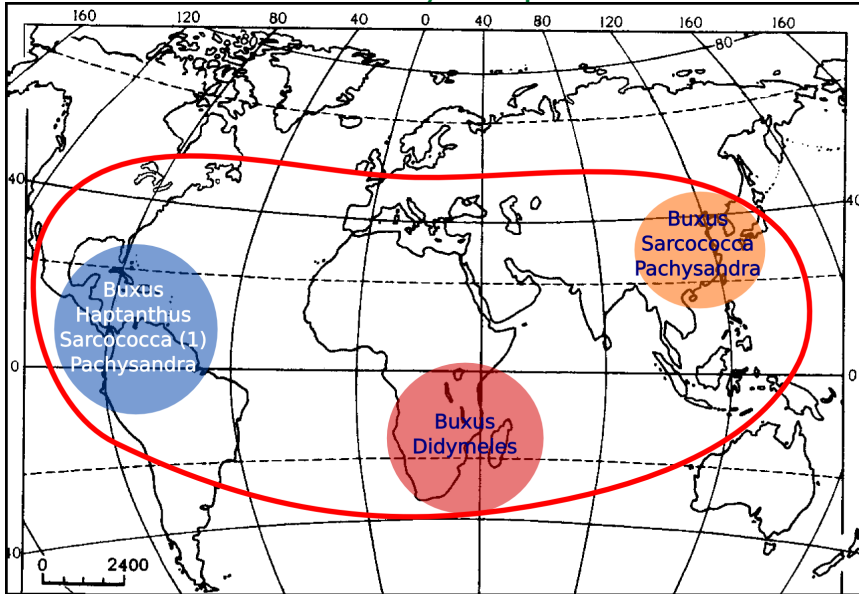 160 120 80 40 0 40 80 120 160 160
80
40
40
Buxus
Sarcococca
Pachysandra
Buxus
Haptanthus
Sarcococca (1)
Pachysandra
0
0
Buxus
Didymeles
40
0 2400